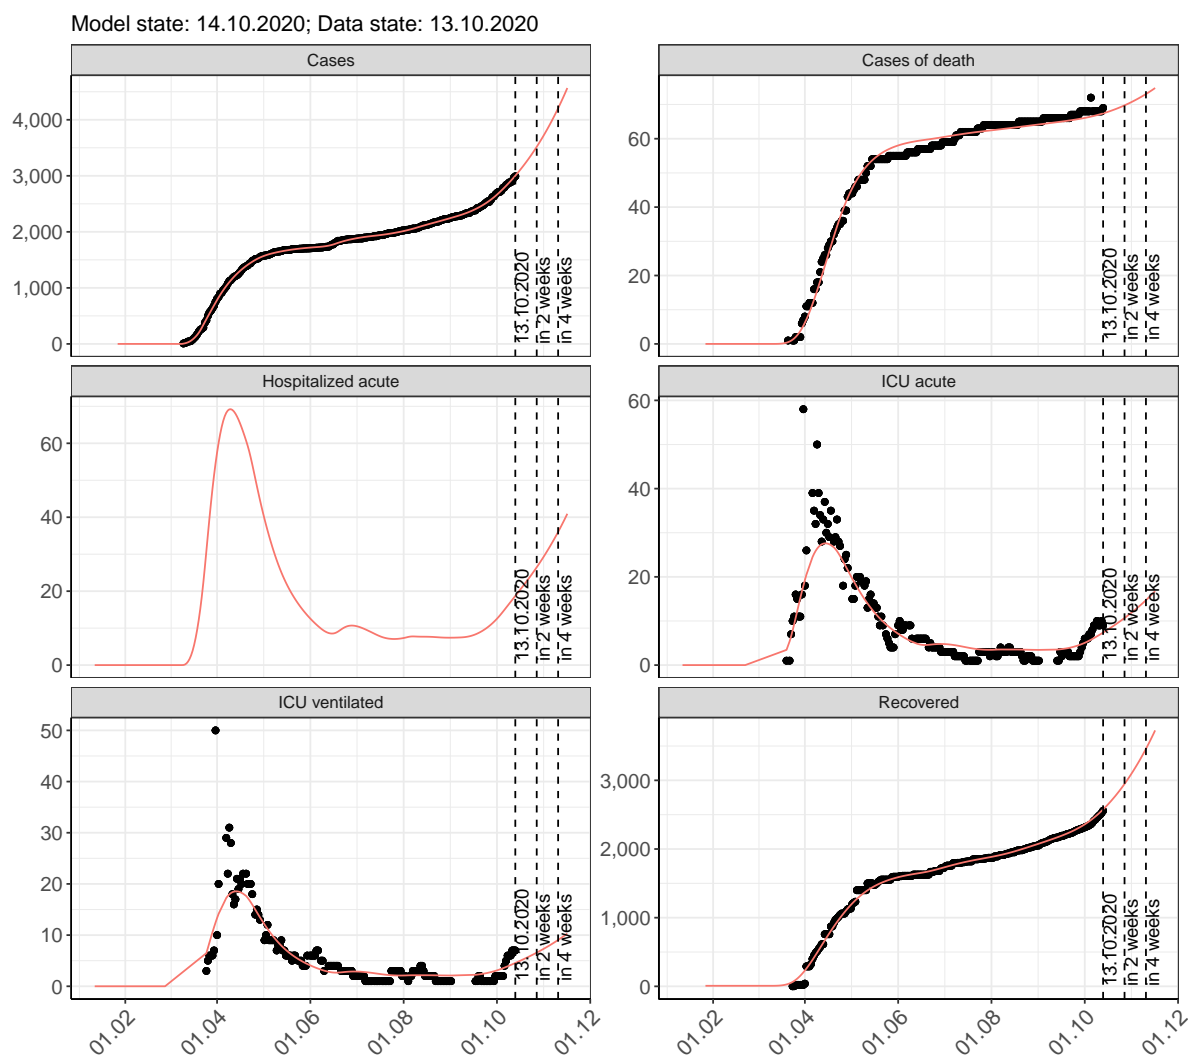 Model state: 14.10.2020; Data state: 13.10.2020
Cases
4,000
3,000
2,000
1,000
0
13.10.2020
in 2 weeks
in 4 weeks
Cases of death
60
40
20
0
13.10.2020
in 2 weeks
in 4 weeks
Hospitalized acute
60
40
20
0
13.10.2020
in 2 weeks
in 4 weeks
ICU acute
60
40
20
0
13.10.2020
in 2 weeks
in 4 weeks
ICU ventilated
50
40
30
20
10
0
13.10.2020
in 2 weeks
in 4 weeks
01.02
01.04
01.06
01.08
01.10
01.12
Recovered
3,000
2,000
1,000
0
13.10.2020
in 2 weeks
in 4 weeks
01.02
01.04
01.06
01.08
01.10
01.12